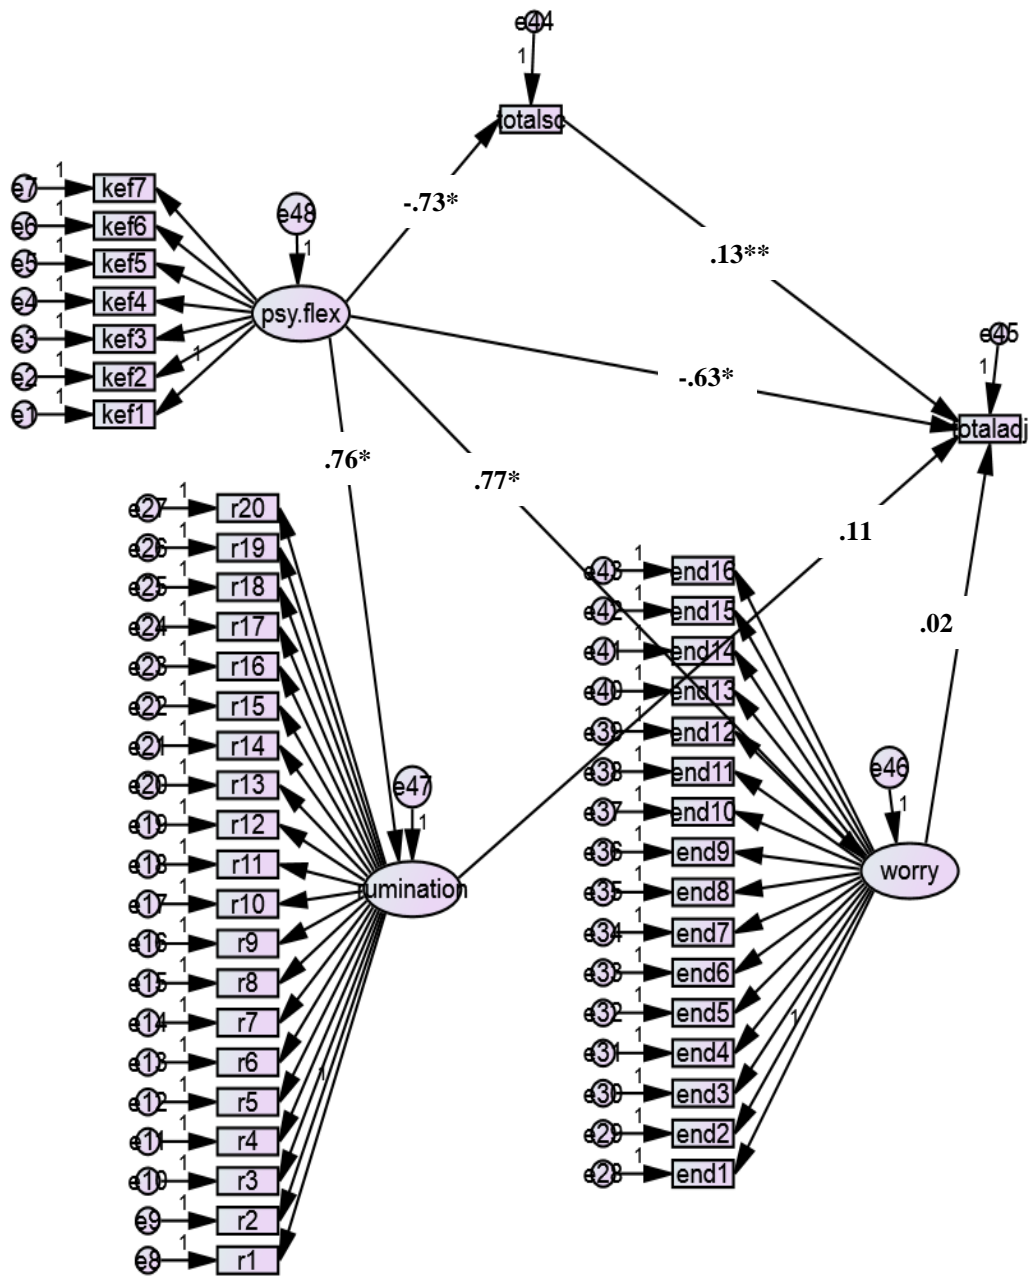 e44
1
totalsc
e7 1 kef7
e6 1 kef6
e5 1 kef5
e4 1 kef4
e3 1 kef3
e2 1 kef2
e1 1 kef1
1
e48
1
psy.flex
-.73*
.13**
-.63*
e45
1
totaladj
.76*
.77*
.11
.02
e27 1 r20
e26 1 r19
e25 1 r18
e24 1 r17
e23 1 r16
e22 1 r15
e21 1 r14
e20 1 r13
e19 1 r12
e18 1 r11
e17 1 r10
e16 1 r9
e15 1 r8
e14 1 r7
e13 1 r6
e12 1 r5
e11 1 r4
e10 1 r3
e9 1 r2
e8 1 r1
1
e47
1
rumination
e43 1 end16
e42 1 end15
e41 1 end14
e40 1 end13
e39 1 end12
e38 1 end11
e37 1 end10
e36 1 end9
e35 1 end8
e34 1 end7
e33 1 end6
e32 1 end5
e31 1 end4
e30 1 end3
e29 1 end2
e28 1 end1
1
e46
1
worry